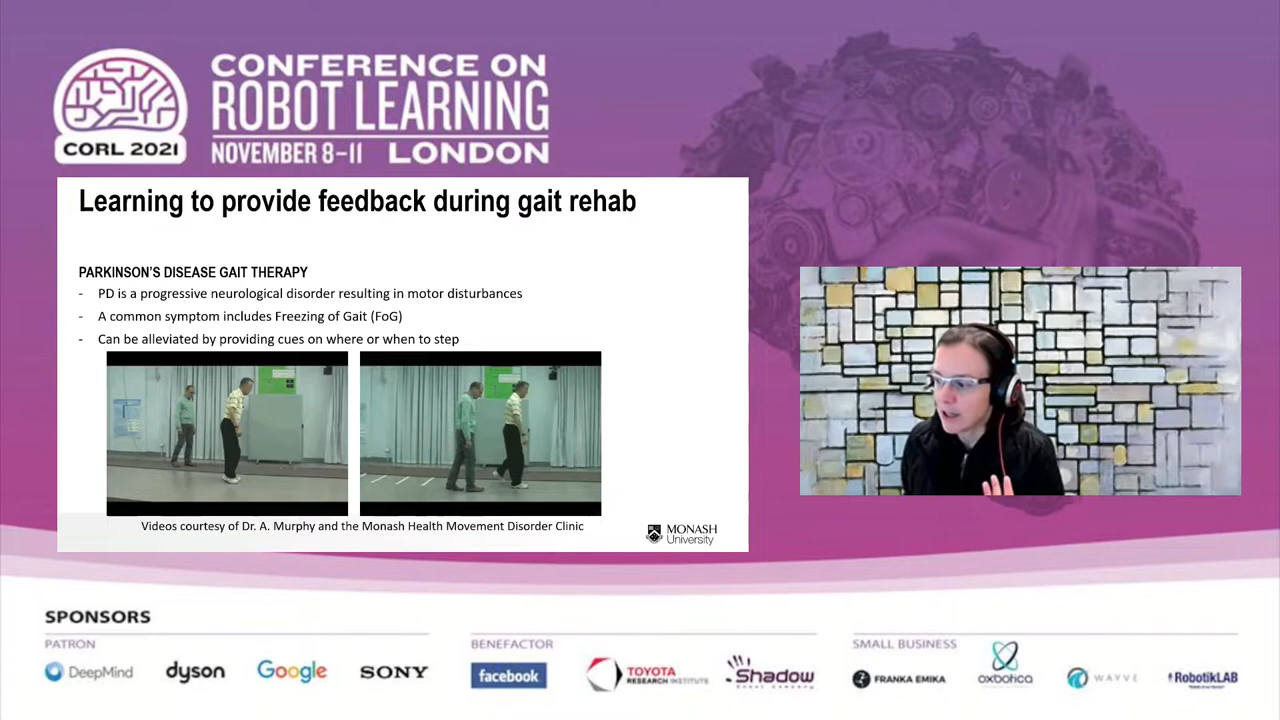 CORL 2021
CONFERENCE ON
ROBOT LEARNING
NOVEMBER 8–11 LONDON
Learning to provide feedback during gait rehab
PARKINSON'S DISEASE GAIT THERAPY
- PD is a progressive neurological disorder resulting in motor disturbances
- A common symptom includes Freezing of Gait (FoG)
- Can be alleviated by providing cues on where or when to step
Videos courtesy of Dr. A. Murphy and the Monash Health Movement Disorder Clinic
MONASH
University
SPONSORS
PATRON
DeepMind
dyson
Google
SONY
BENEFACTOR
facebook
TOYOTA
RESEARCH INSTITUTE
Shadow
Robot Company
SMALL BUSINESS
FRANKA EMIKA
oxbotica
WAYVE
RobotikLAB